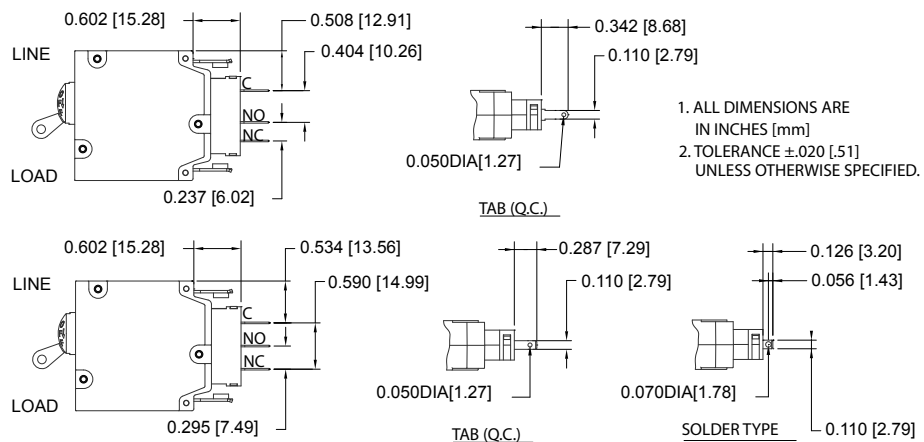 0.602 [15.28]
0.508 [12.91]
0.404 [10.26]
LINE
C
NO
NC
LOAD
0.237 [6.02]
0.342 [8.68]
0.110 [2.79]
0.050DIA[1.27]
TAB (Q.C.)
1. ALL DIMENSIONS ARE
IN INCHES [mm]
2. TOLERANCE ±.020 [.51]
UNLESS OTHERWISE SPECIFIED.
0.602 [15.28]
0.534 [13.56]
0.590 [14.99]
LINE
C
NO
NC
LOAD
0.295 [7.49]
0.287 [7.29]
0.110 [2.79]
0.050DIA[1.27]
TAB (Q.C.)
0.126 [3.20]
0.056 [1.43]
0.070DIA[1.78]
SOLDER TYPE
0.110 [2.79]